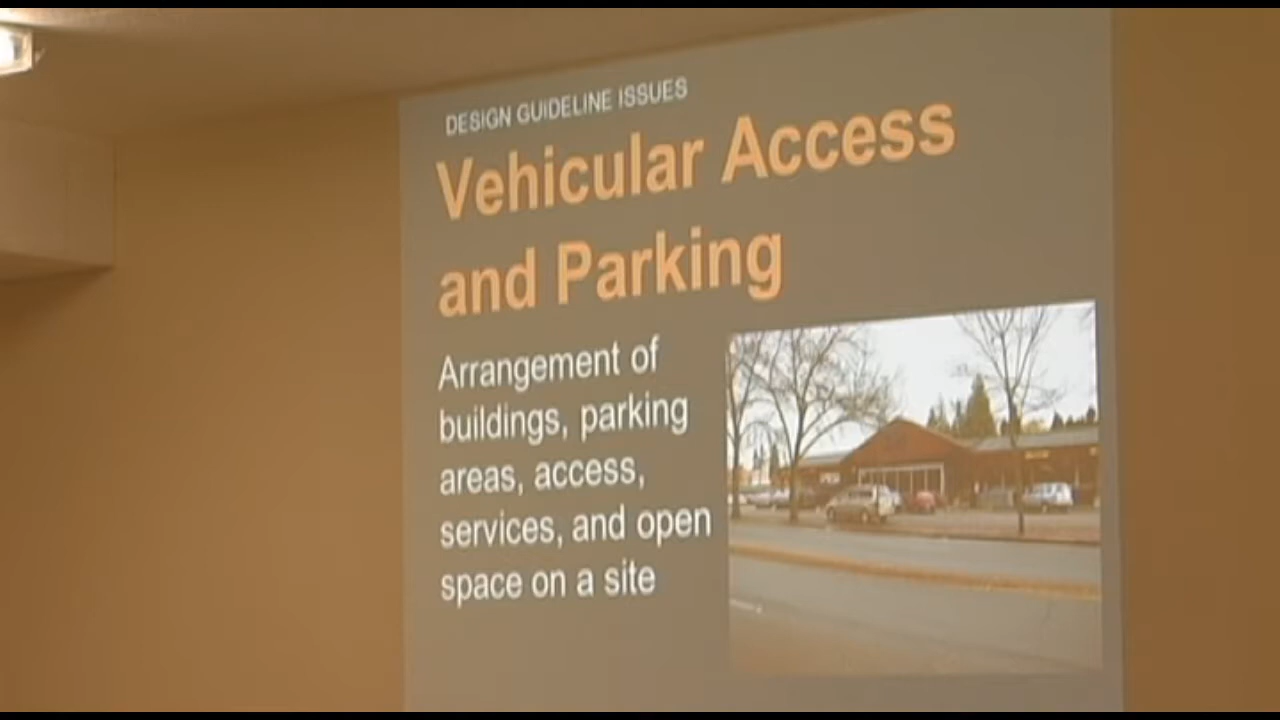 DESIGN GUIDELINE ISSUES
Vehicular Access
and Parking
Arrangement of
buildings, parking
areas, access,
services, and open
space on a site